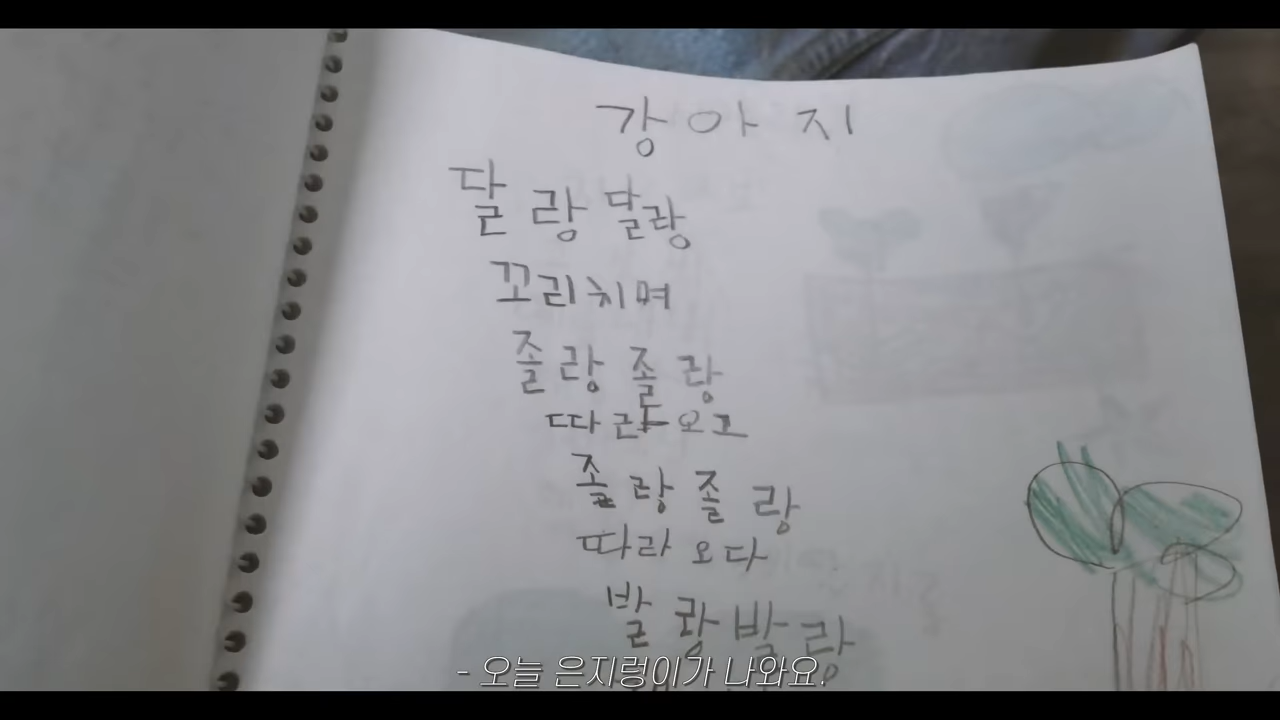 강아지
달랑달랑
꼬리치며
졸랑졸랑
따라오고
졸랑졸랑
따라오다
발랑발랑
- 오늘 은지렁이가 나와요.